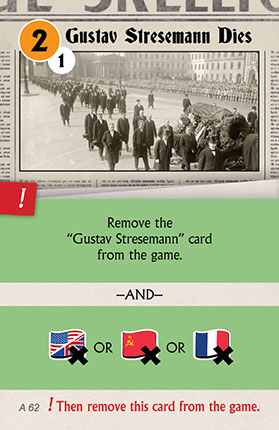 2
1
Gustav Stresemann Dies
!
Remove the
“Gustav Stresemann” card
from the game.
–AND–
OR OR
A 62 ! Then remove this card from the game.